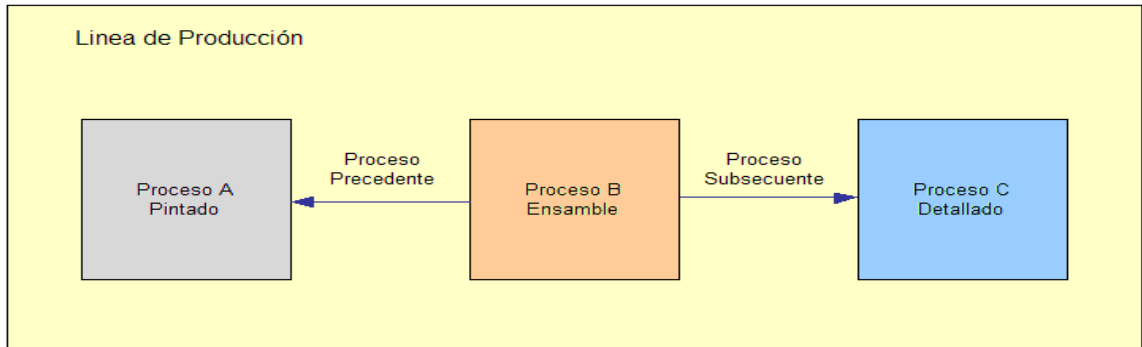 Linea de Producción
Proceso A
Pintado
Proceso
Precedente
Proceso B
Ensamble
Proceso
Subsecuente
Proceso C
Detallado